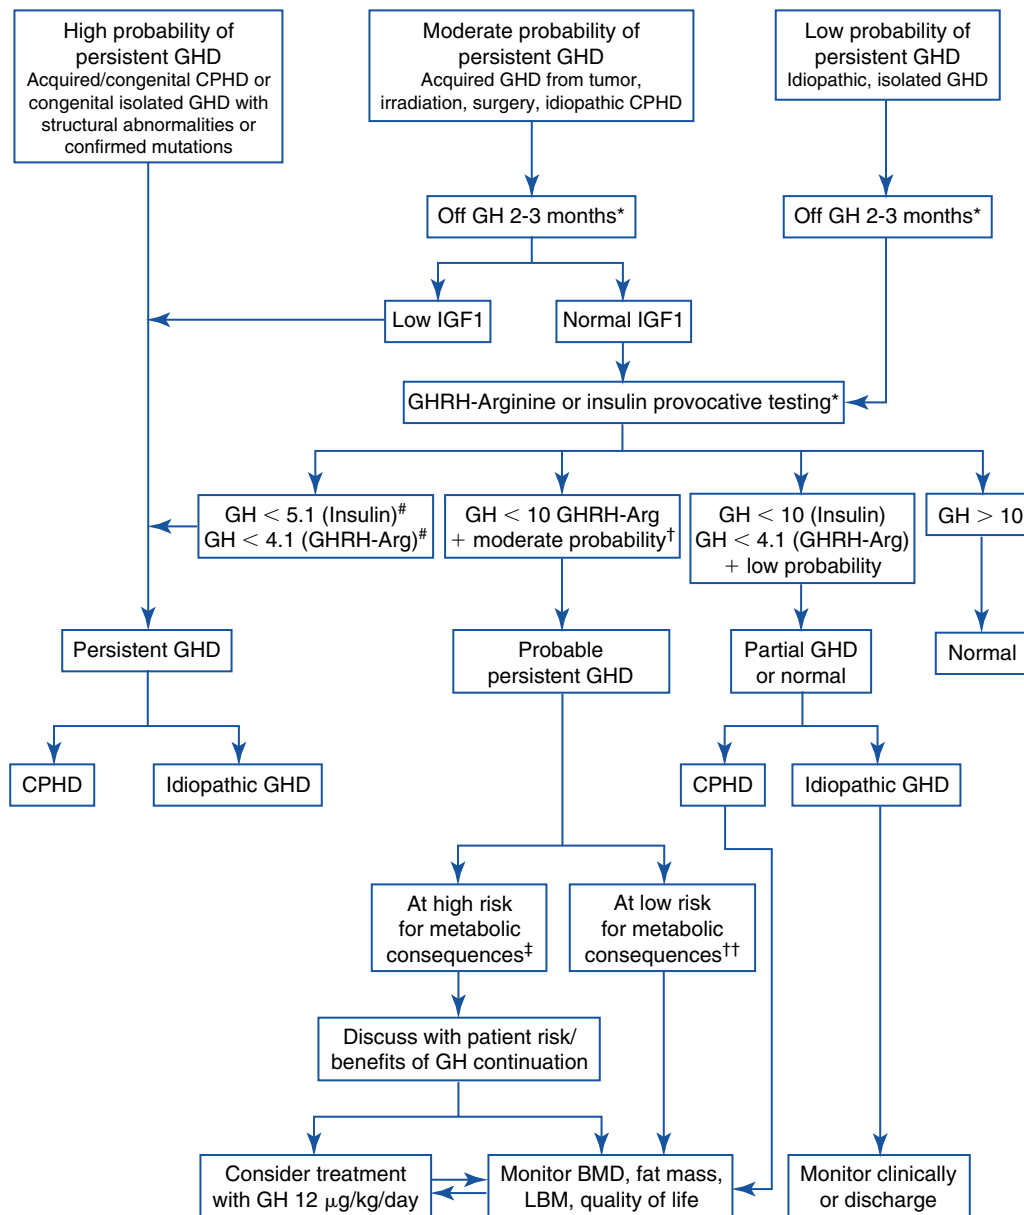 High probability of
persistent GHD
Acquired/congenital CPHD or
congenital isolated GHD with
structural abnormalities or
confirmed mutations
Moderate probability of
persistent GHD
Acquired GHD from tumor,
irradiation, surgery, idiopathic CPHD
Low probability of
persistent GHD
Idiopathic, isolated GHD
Off GH 2-3 months*
Off GH 2-3 months*
Low IGF1
Normal IGF1
GHRH-Arginine or insulin provocative testing*
GH < 5.1 (Insulin)#
GH < 4.1 (GHRH-Arg)#
GH < 10 GHRH-Arg
+ moderate probability†
GH < 10 (Insulin)
GH < 4.1 (GHRH-Arg)
+ low probability
GH > 10
Persistent GHD
Probable
persistent GHD
Partial GHD
or normal
Normal
CPHD
Idiopathic GHD
CPHD
Idiopathic GHD
At high risk
for metabolic
consequences‡
At low risk
for metabolic
consequences††
Discuss with patient risk/
benefits of GH continuation
Consider treatment
with GH 12 μg/kg/day
Monitor BMD, fat mass,
LBM, quality of life
Monitor clinically
or discharge